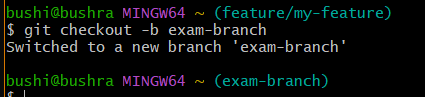 bushi@bushra MINGW64 ~ (feature/my-feature)
$ git checkout -b exam-branch
Switched to a new branch 'exam-branch'
bushi@bushra MINGW64 ~ (exam-branch)
$